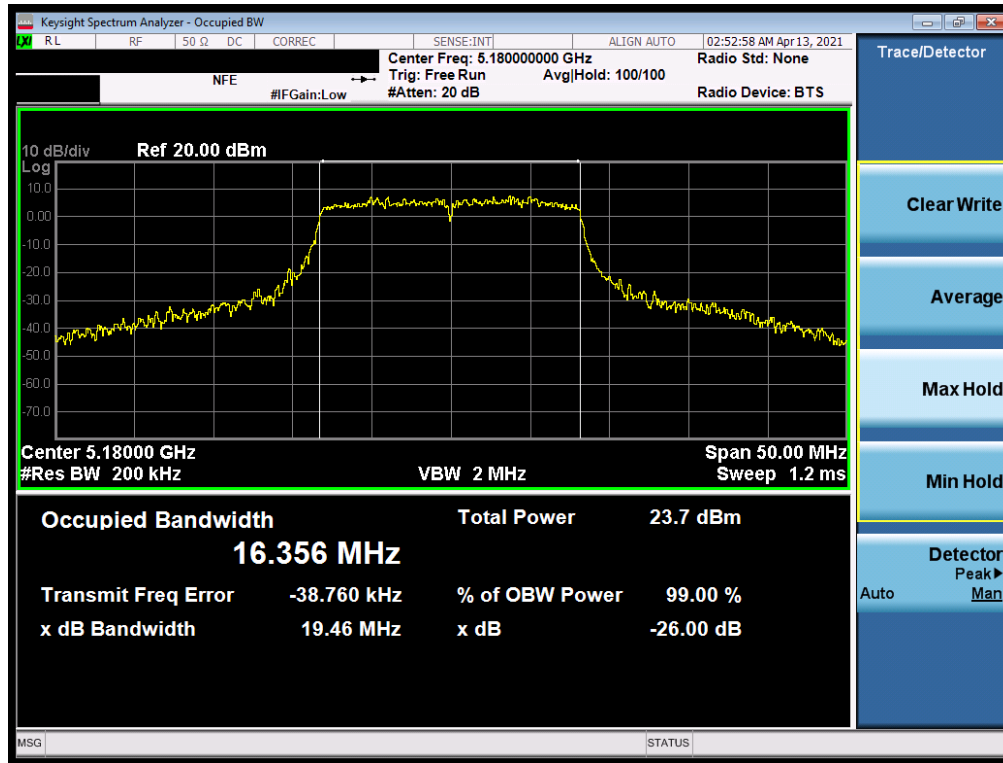 Keysight Spectrum Analyzer - Occupied BW
LXI RL RF 50 Ω DC CORREC SENSE:INT ALIGN AUTO 02:52:58 AM Apr 13, 2021
Center Freq: 5.180000000 GHz Radio Std: None
NFE Trig: Free Run Avg|Hold: 100/100
#IFGain:Low #Atten: 20 dB Radio Device: BTS
10 dB/div Ref 20.00 dBm
Log
10.0
0.00
-10.0
-20.0
-30.0
-40.0
-50.0
-60.0
-70.0
Center 5.18000 GHz Span 50.00 MHz
#Res BW 200 kHz VBW 2 MHz Sweep 1.2 ms
Occupied Bandwidth Total Power 23.7 dBm
16.356 MHz
Transmit Freq Error -38.760 kHz % of OBW Power 99.00 %
x dB Bandwidth 19.46 MHz x dB -26.00 dB
MSG STATUS
Trace/Detector
Clear Write
Average
Max Hold
Min Hold
Detector
Peak▶
Auto Man